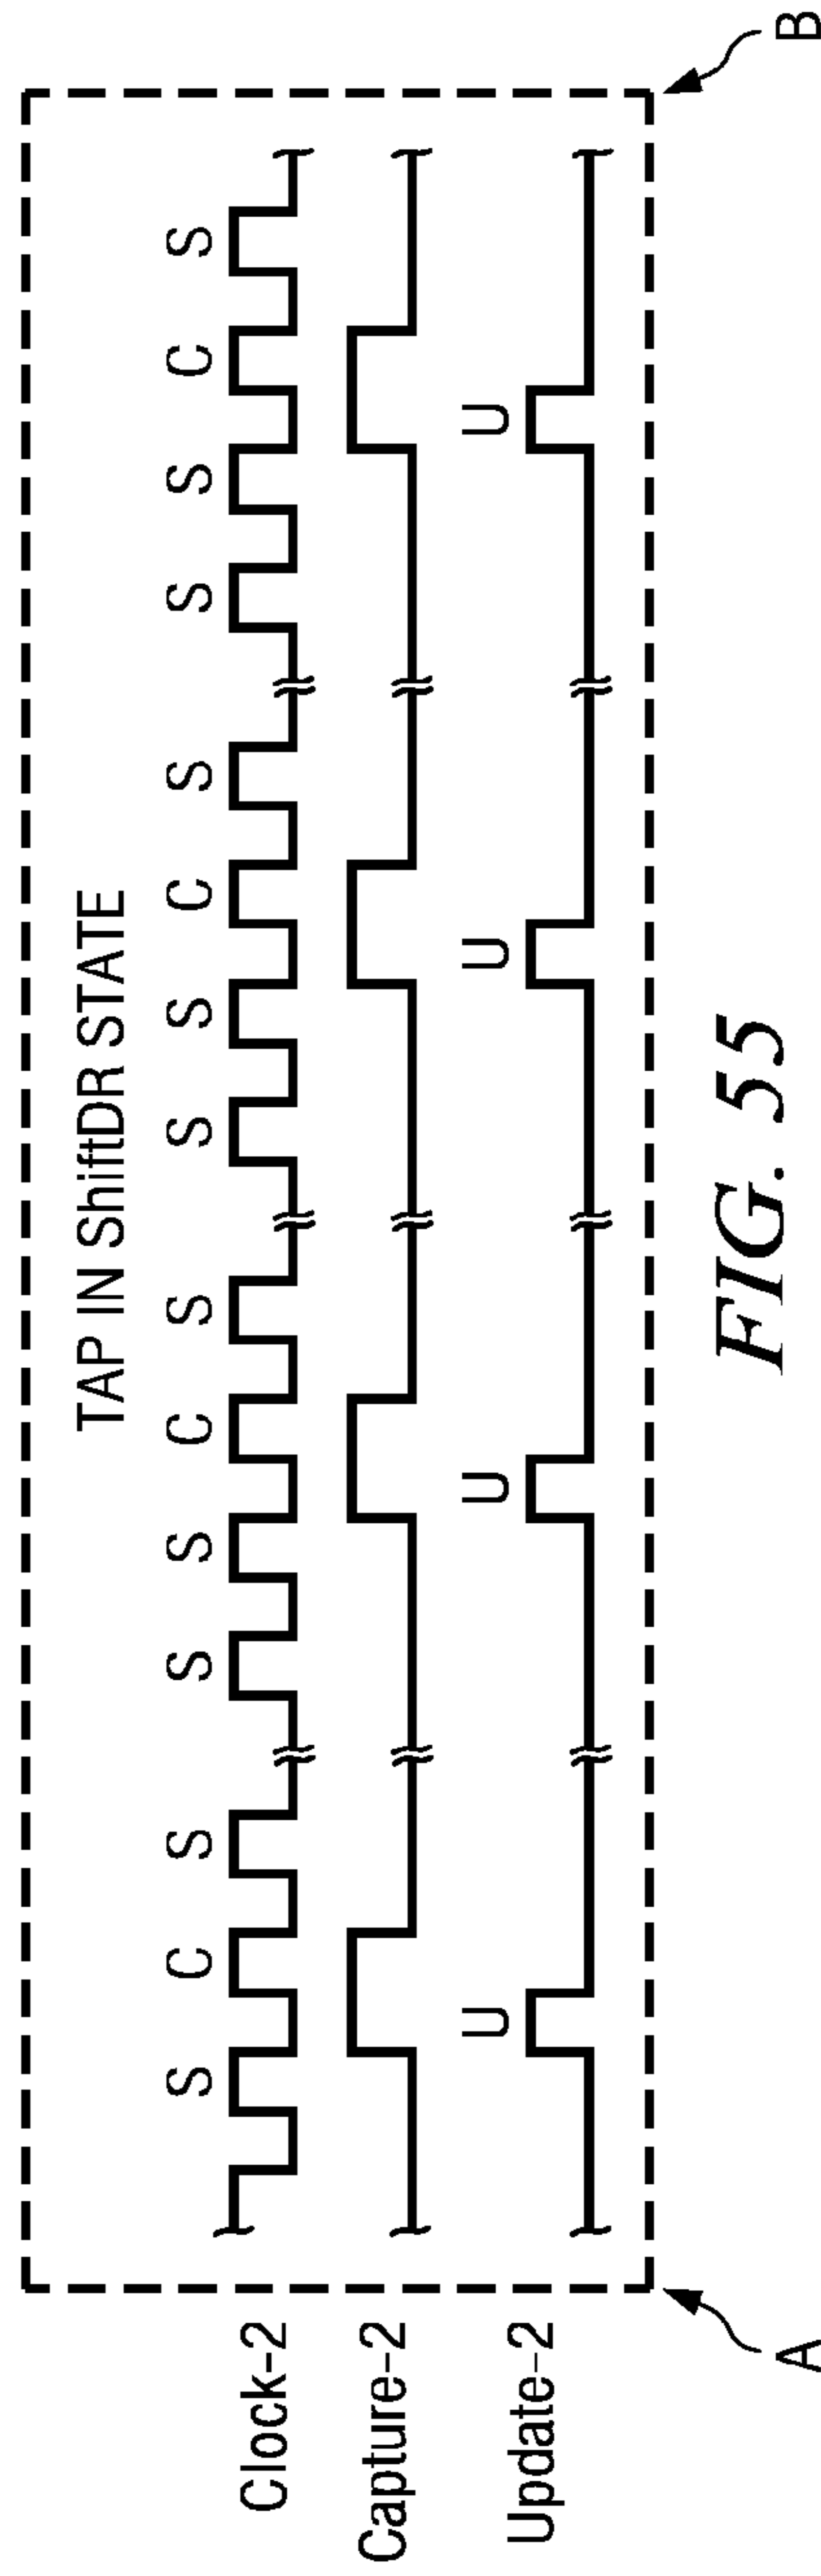 TAP IN ShiftDR STATE
S C S S S C S S S C S S S C S
Clock-2
Capture-2
U U U U
Update-2
A B
FIG. 55